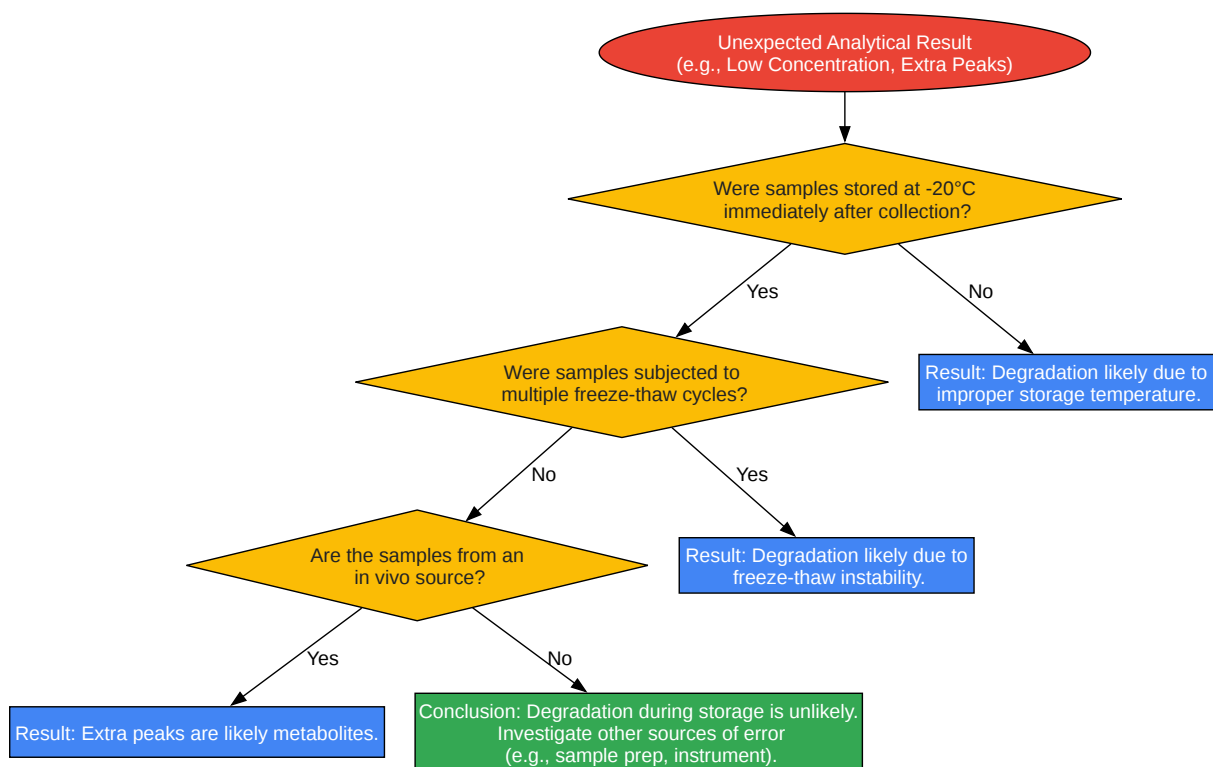 Unexpected Analytical Result
(e.g., Low Concentration, Extra Peaks)
Were samples stored at -20°C
immediately after collection?
Yes
No
Were samples subjected to
multiple freeze-thaw cycles?
Result: Degradation likely due to
improper storage temperature.
No
Yes
Are the samples from an
in vivo source?
Result: Degradation likely due to
freeze-thaw instability.
Yes
No
Result: Extra peaks are likely metabolites.
Conclusion: Degradation during storage is unlikely.
Investigate other sources of error
(e.g., sample prep, instrument).